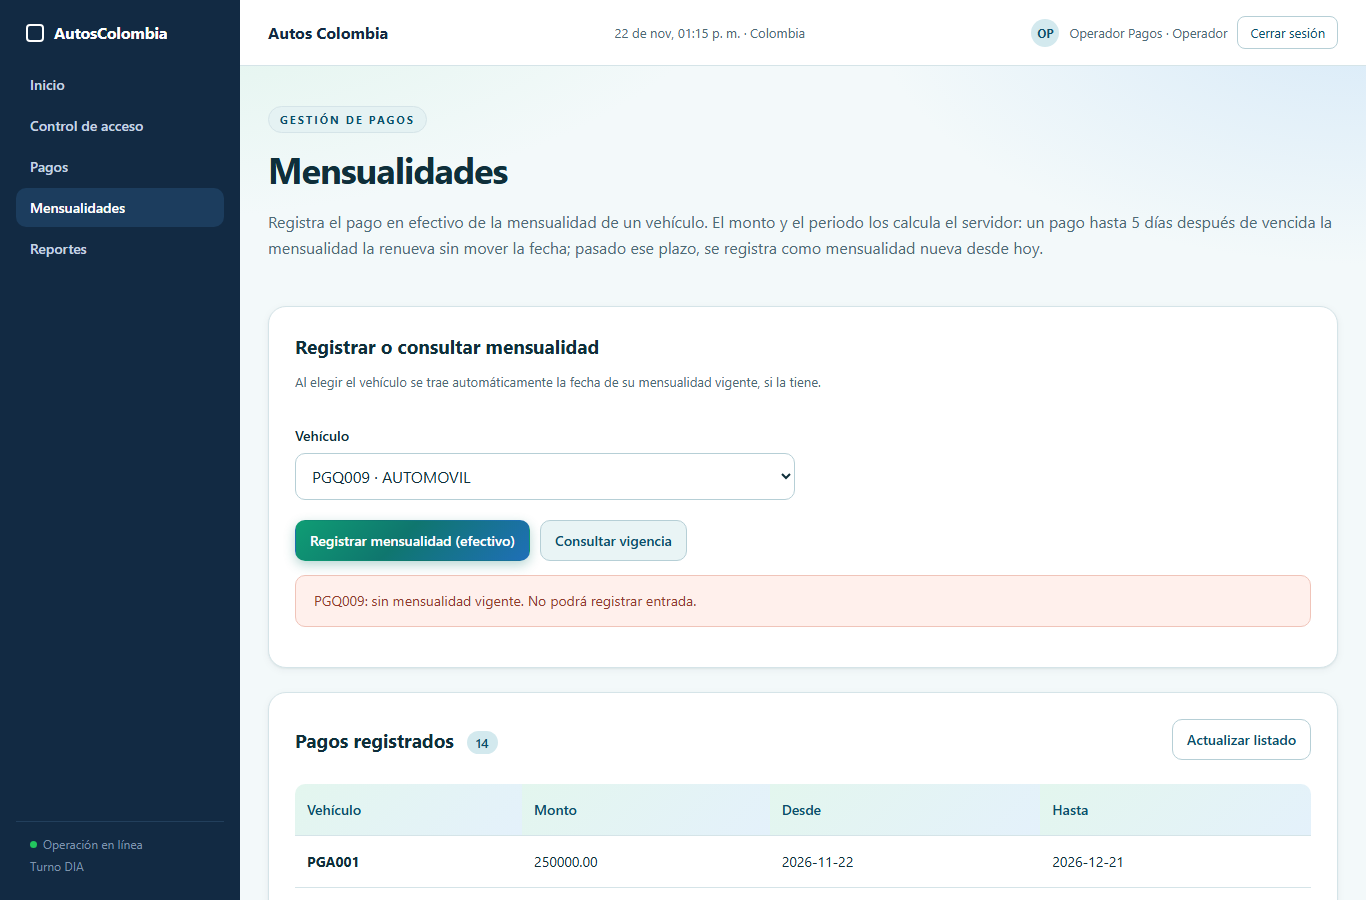 AutosColombia
Inicio
Control de acceso
Pagos
Mensualidades
Reportes
Operación en línea
Turno DIA
Autos Colombia
22 de nov, 01:15 p. m. · Colombia
OP
Operador Pagos · Operador
Cerrar sesión
GESTIÓN DE PAGOS
Mensualidades
Registra el pago en efectivo de la mensualidad de un vehículo. El monto y el periodo los calcula el servidor: un pago hasta 5 días después de vencida la
mensualidad la renueva sin mover la fecha; pasado ese plazo, se registra como mensualidad nueva desde hoy.
Registrar o consultar mensualidad
Al elegir el vehículo se trae automáticamente la fecha de su mensualidad vigente, si la tiene.
Vehículo
PGQ009 · AUTOMOVIL
Registrar mensualidad (efectivo)
Consultar vigencia
PGQ009: sin mensualidad vigente. No podrá registrar entrada.
Pagos registrados
14
Actualizar listado
Vehículo Monto Desde Hasta
PGA001 250000.00 2026-11-22 2026-12-21